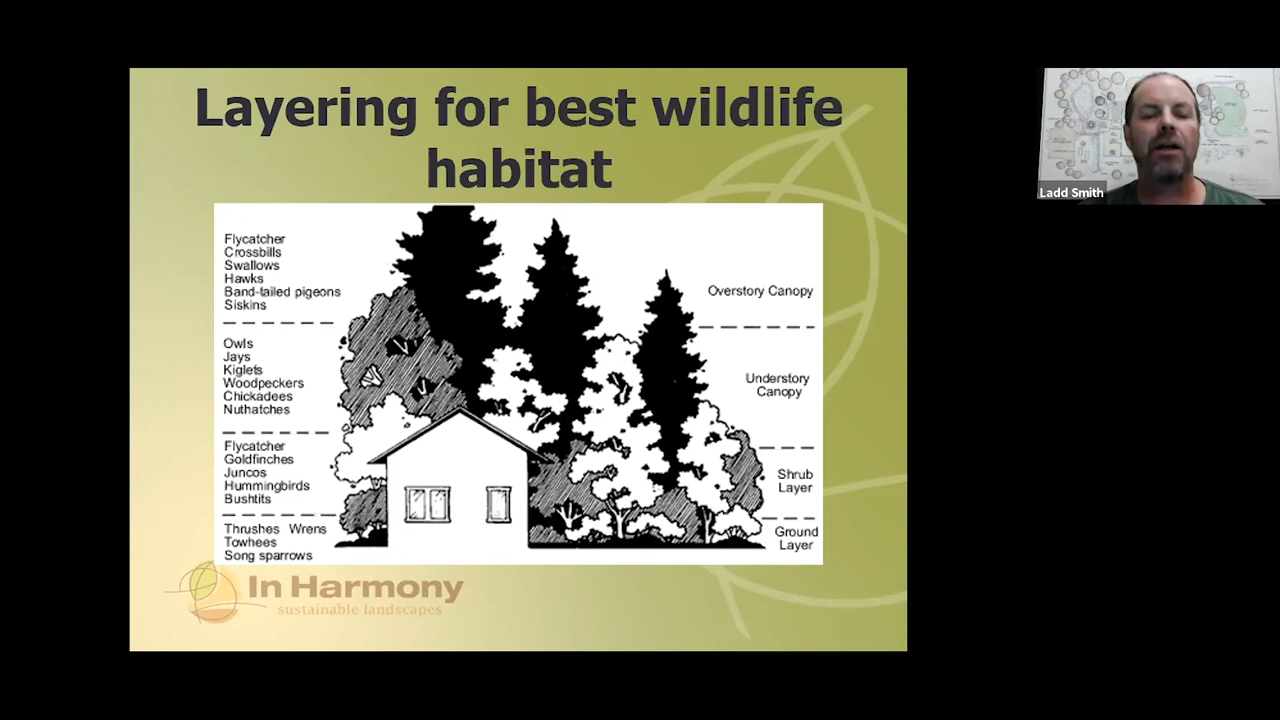 Layering for best wildlife
habitat
Flycatcher
Crossbills
Swallows
Hawks
Band-tailed pigeons
Siskins
Overstory Canopy
Owls
Jays
Kiglets
Woodpeckers
Chickadees
Nuthatches
Understory
Canopy
Flycatcher
Goldfinches
Juncos
Hummingbirds
Bushtits
Shrub
Layer
Thrushes Wrens
Towhees
Song sparrows
Ground
Layer
In Harmony
sustainable landscapes
Ladd Smith